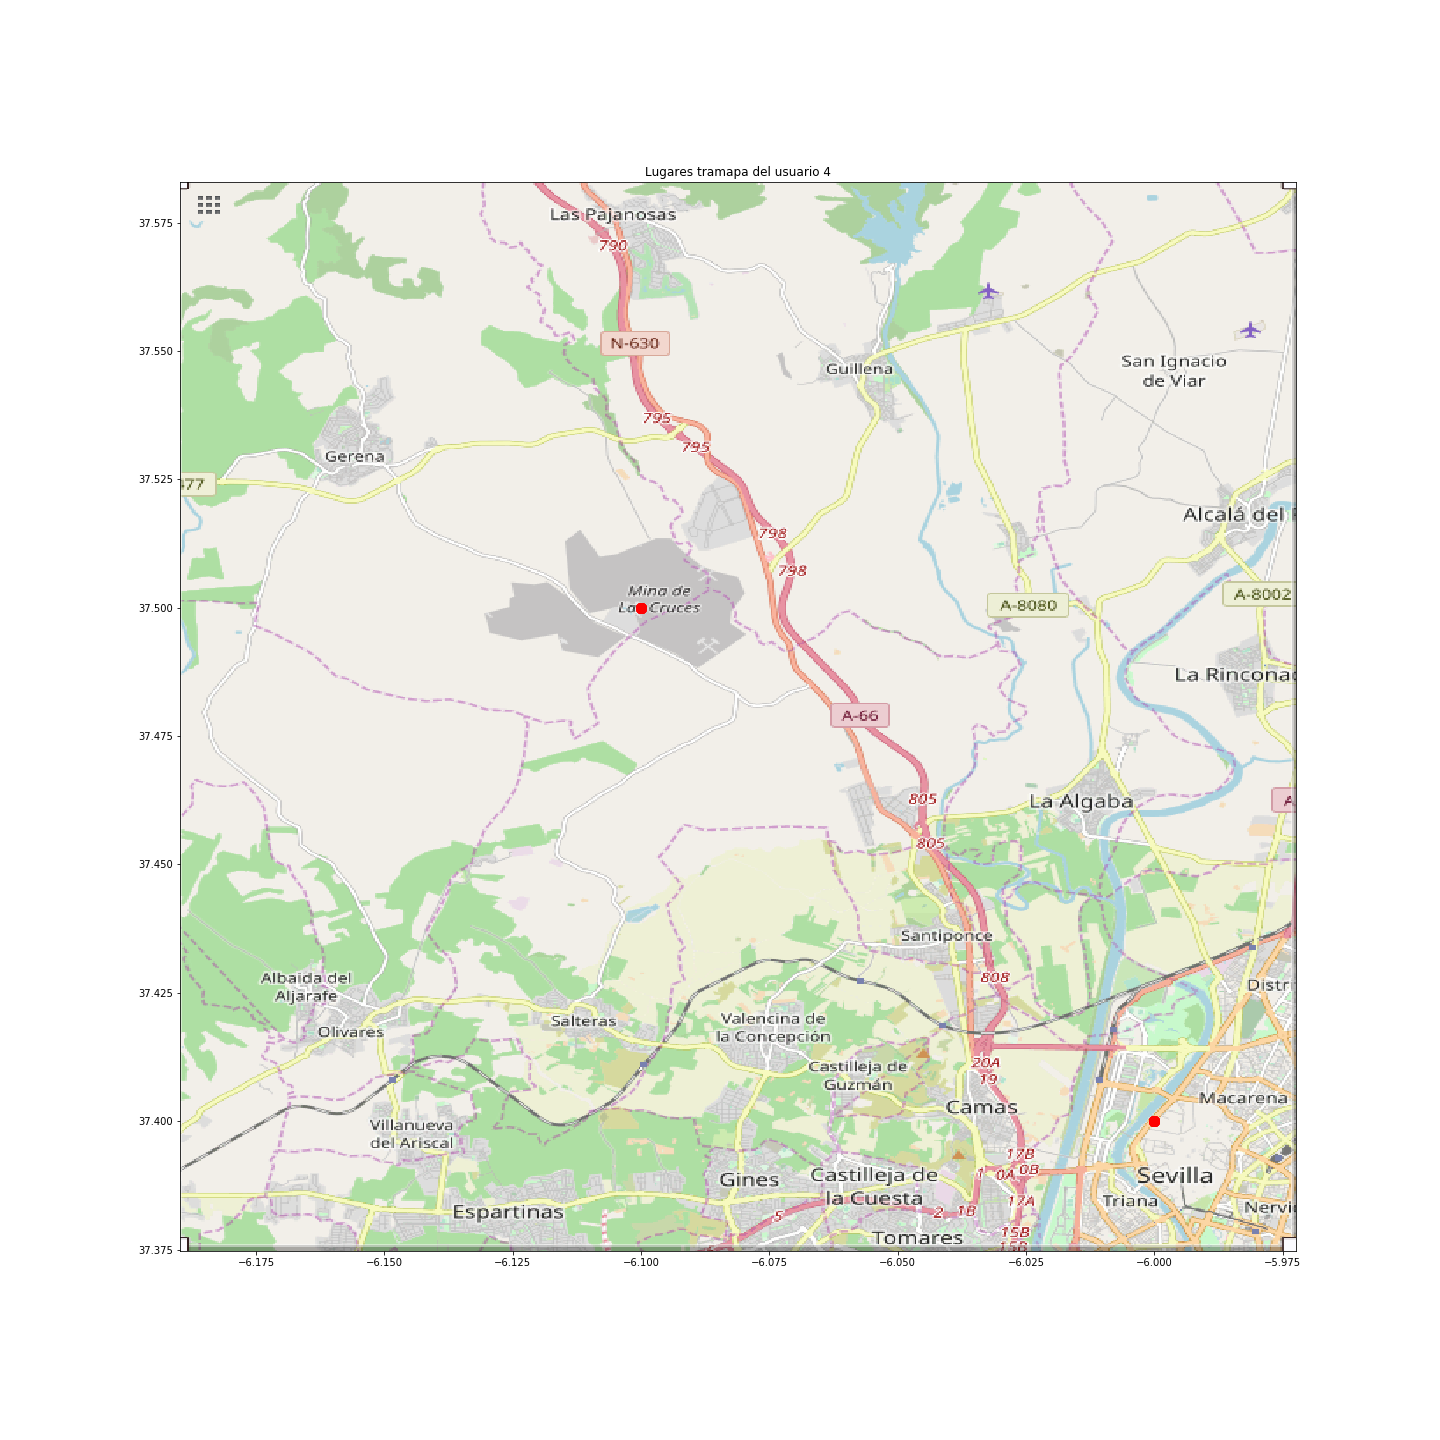 Lugares tramapa del usuario 4
37.575
37.550
37.525
37.500
37.475
37.450
37.425
37.400
37.375
Las Pajanosas
790
N-630
Guillena
San Ignacio
de Viar
795
795
Gerena
477
Alcalá del
798
798
Mina de
Las Cruces
A-8080
A-8002
La Rincona
A-66
805
La Algaba
A
805
Santiponce
808
Albaida del
Aljarafe
Distri
Olivares
Salteras
Valencina de
la Concepción
20A
19
Castilleja de
Guzmán
Camas
Macarena
Villanueva
del Ariscal
17B
1
0A
0B
Gines
Castilleja de
la Cuesta
Sevilla
Espartinas
5
2
1B
17A
Triana
Nervi
Tomares
15B
−6.175
−6.150
−6.125
−6.100
−6.075
−6.050
−6.025
−6.000
−5.975